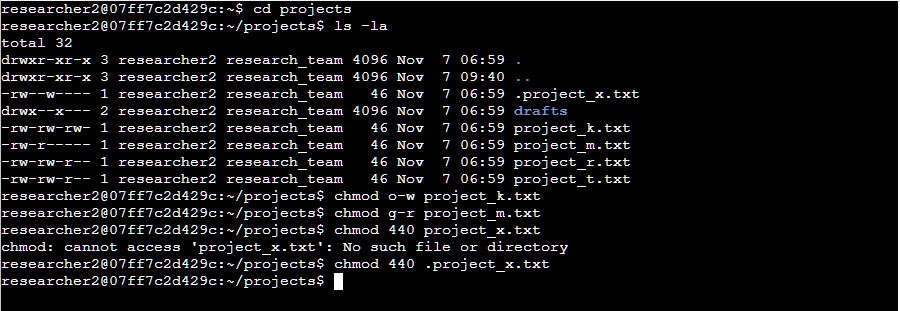 researcher2@07ff7c2d429c:~$ cd projects
researcher2@07ff7c2d429c:~/projects$ ls -la
total 32
drwxr-xr-x 3 researcher2 research_team 4096 Nov  7 06:59 .
drwxr-xr-x 3 researcher2 research_team 4096 Nov  7 09:40 ..
-rw--w---- 1 researcher2 research_team   46 Nov  7 06:59 .project_x.txt
drwx--x--- 2 researcher2 research_team 4096 Nov  7 06:59 drafts
-rw-rw-rw- 1 researcher2 research_team   46 Nov  7 06:59 project_k.txt
-rw-r----- 1 researcher2 research_team   46 Nov  7 06:59 project_m.txt
-rw-rw-r-- 1 researcher2 research_team   46 Nov  7 06:59 project_r.txt
-rw-rw-r-- 1 researcher2 research_team   46 Nov  7 06:59 project_t.txt
researcher2@07ff7c2d429c:~/projects$ chmod o-w project_k.txt
researcher2@07ff7c2d429c:~/projects$ chmod g-r project_m.txt
researcher2@07ff7c2d429c:~/projects$ chmod 440 project_x.txt
chmod: cannot access 'project_x.txt': No such file or directory
researcher2@07ff7c2d429c:~/projects$ chmod 440 .project_x.txt
researcher2@07ff7c2d429c:~/projects$